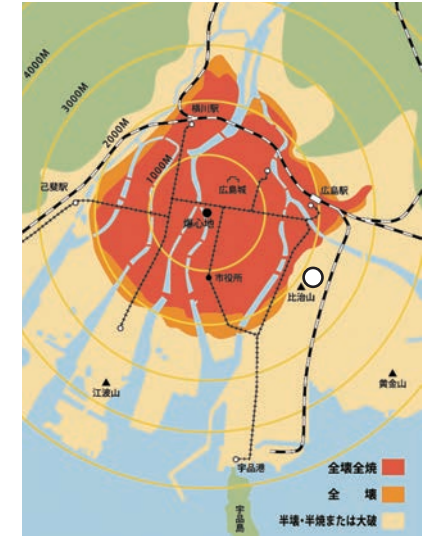 4000M
3000M
2000M
1000M
横川駅
己斐駅
広島城
広島駅
爆心地
市役所
比治山
江波山
黄金山
宇品港
宇品島
全壊全焼
全　壊
半壊・半焼または大破